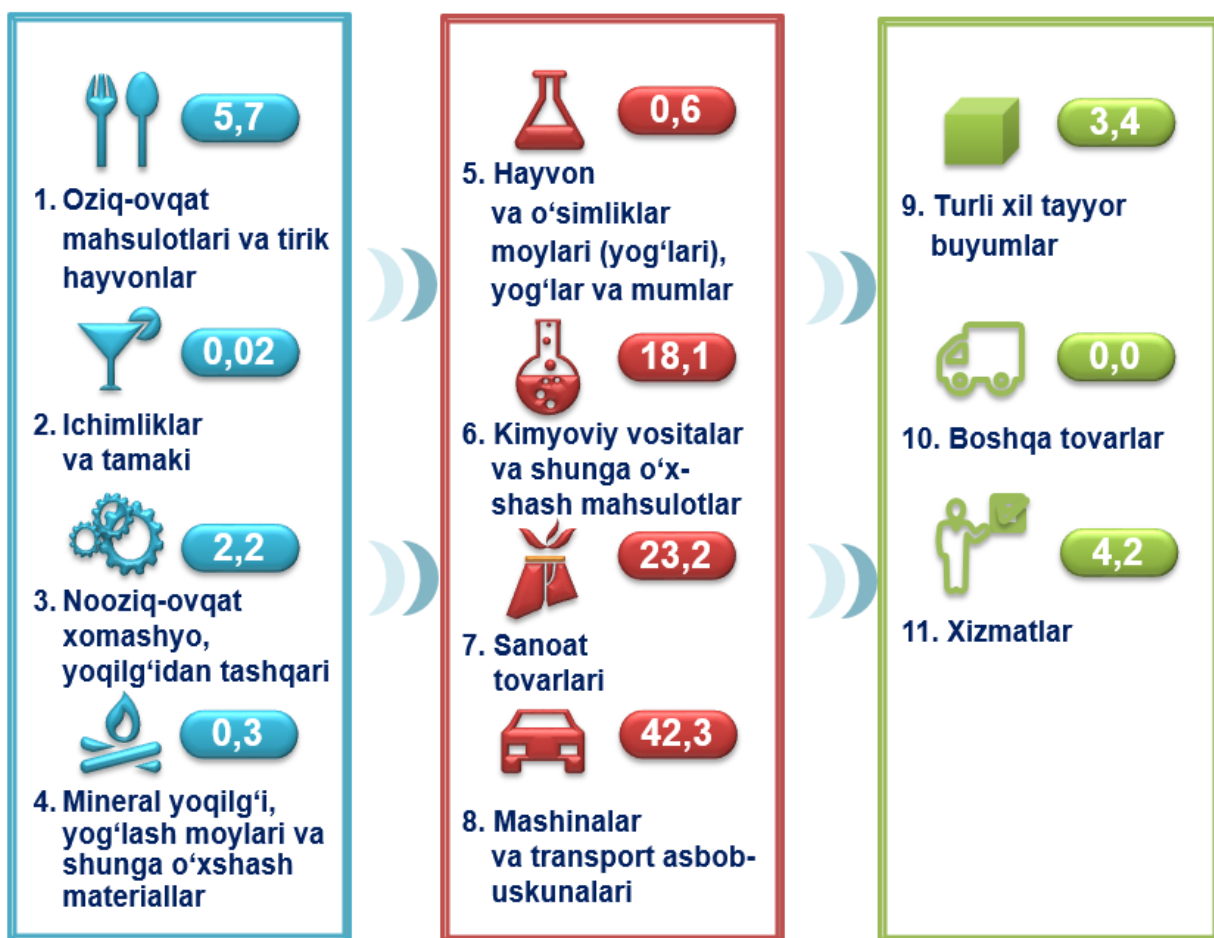 5,7
1. Oziq-ovqat
mahsulotlari va tirik
hayvonlar
0,02
2. Ichimliklar
va tamaki
2,2
3. Nooziq-ovqat
xomashyo,
yoqilg‘idan tashqari
0,3
4. Mineral yoqilg‘i,
yog‘lash moylari va
shunga o‘xshash
materiallar
0,6
5. Hayvon
va o‘simliklar
moylari (yog‘lari),
yog‘lar va mumlar
18,1
6. Kimyoviy vositalar
va shunga o‘x-
shash mahsulotlar
23,2
7. Sanoat
tovarlari
42,3
8. Mashinalar
va transport asbob-
uskunalari
3,4
9. Turli xil tayyor
buyumlar
0,0
10. Boshqa tovarlar
4,2
11. Xizmatlar